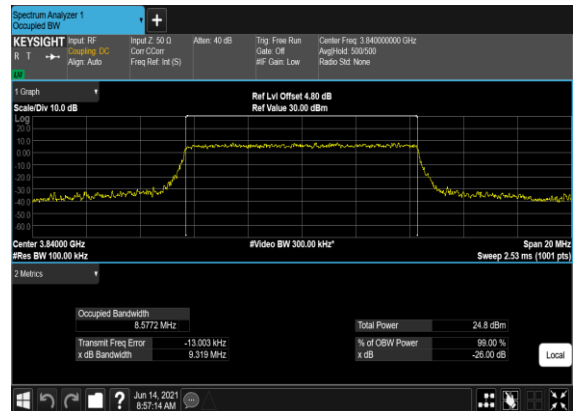 Spectrum Analyzer 1
Occupied BW
+
KEYSIGHT Input: RF Input Z: 50 Ω Atten: 40 dB Trig: Free Run Center Freq: 3.840000000 GHz
R T Coupling: DC Corr CCorr Gate: Off Avg|Hold: 500/500
Align: Auto Freq Ref: Int (S) #IF Gain: Low Radio Std: None
LXI
1 Graph
Ref Lvl Offset 4.80 dB
Scale/Div 10.0 dB Ref Value 30.00 dBm
Log
20.0
10.0
0.00
-10.0
-20.0
-30.0
-40.0
-50.0
-60.0
Center 3.84000 GHz #Video BW 300.00 kHz* Span 20 MHz
#Res BW 100.00 kHz Sweep 2.53 ms (1001 pts)
2 Metrics
Occupied Bandwidth
8.5772 MHz Total Power 24.8 dBm
Transmit Freq Error -13.003 kHz % of OBW Power 99.00 %
x dB Bandwidth 9.319 MHz x dB -26.00 dB
Local
? Jun 14, 2021
8:57:14 AM